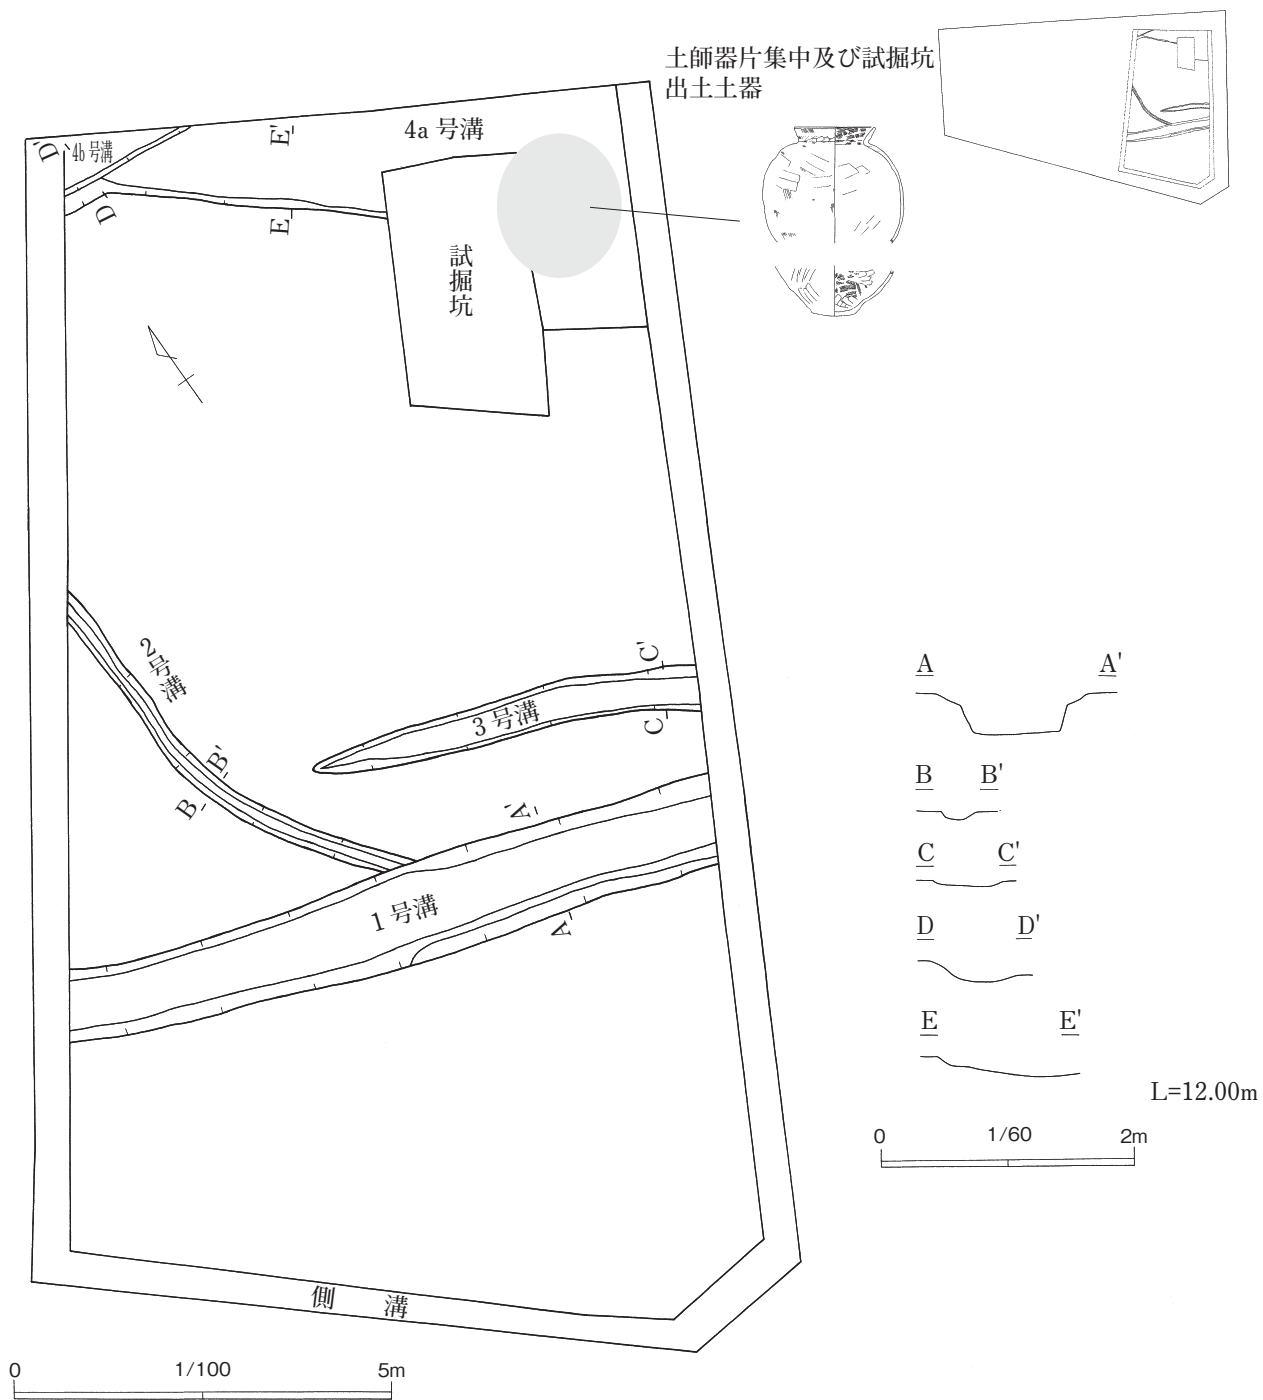 土師器片集中及び試掘坑
出土土器
4a 号溝
4b 号溝
D'
D
E'
E
試掘坑
2号溝
B'
B
3 号溝
C'
C
A'
A
1 号溝
側溝
0 1/100 5m
A A'
B B'
C C'
D D'
E E'
L=12.00m
0 1/60 2m